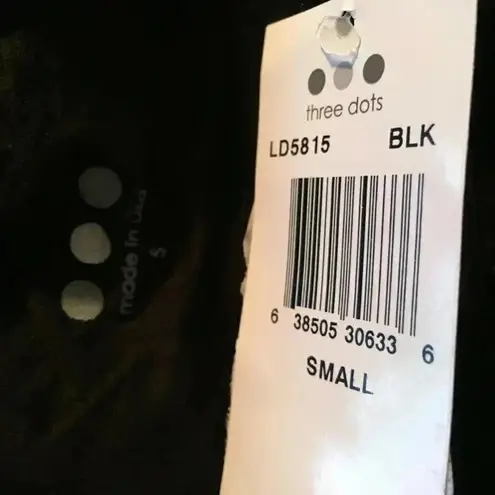 three dots
LD5815 BLK
6 38505 30633 6
SMALL
made in usa
S